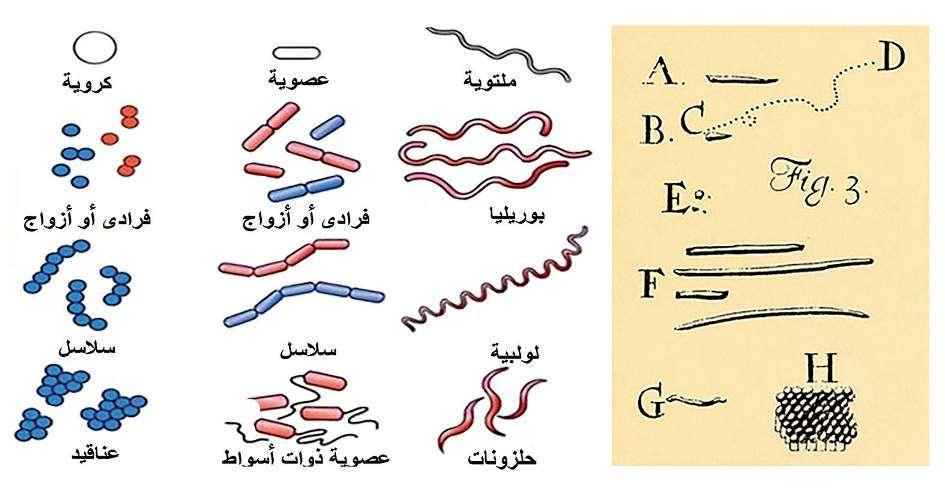 كروية
عصوية
ملتوية
فرادى أو أزواج
فرادى أو أزواج
بوريليا
سلاسل
سلاسل
لولبية
عناقيد
عصوية ذوات أسواط
حلزونات
A.
D
B.
C
Fig. 3.
E
F
H
G